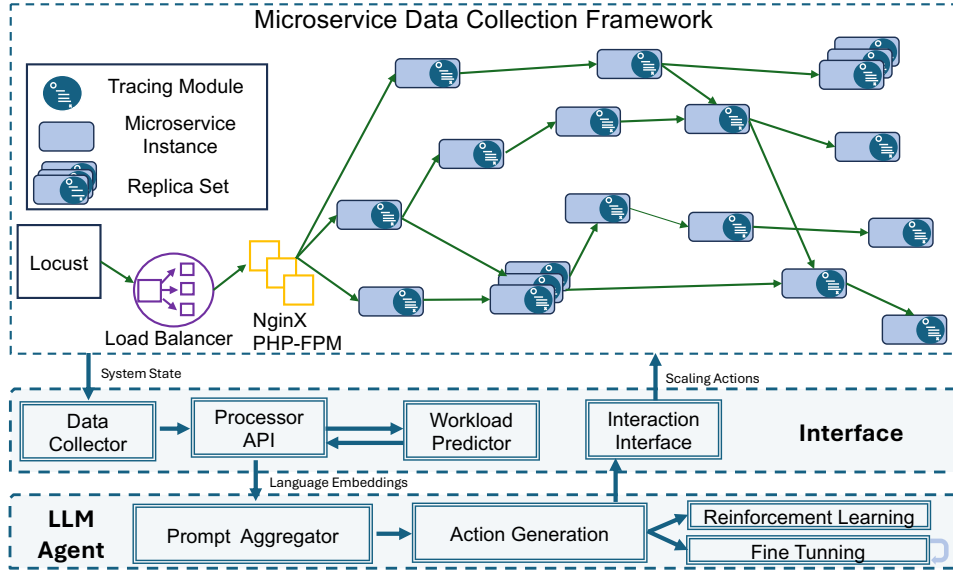 Microservice Data Collection Framework
Tracing Module
Microservice
Instance
Replica Set
Locust
Load Balancer
NginX
PHP-FPM
System State
Scaling Actions
Data
Collector
Processor
API
Workload
Predictor
Interaction
Interface
Interface
Language Embeddings
LLM
Agent
Prompt Aggregator
Action Generation
Reinforcement Learning
Fine Tunning